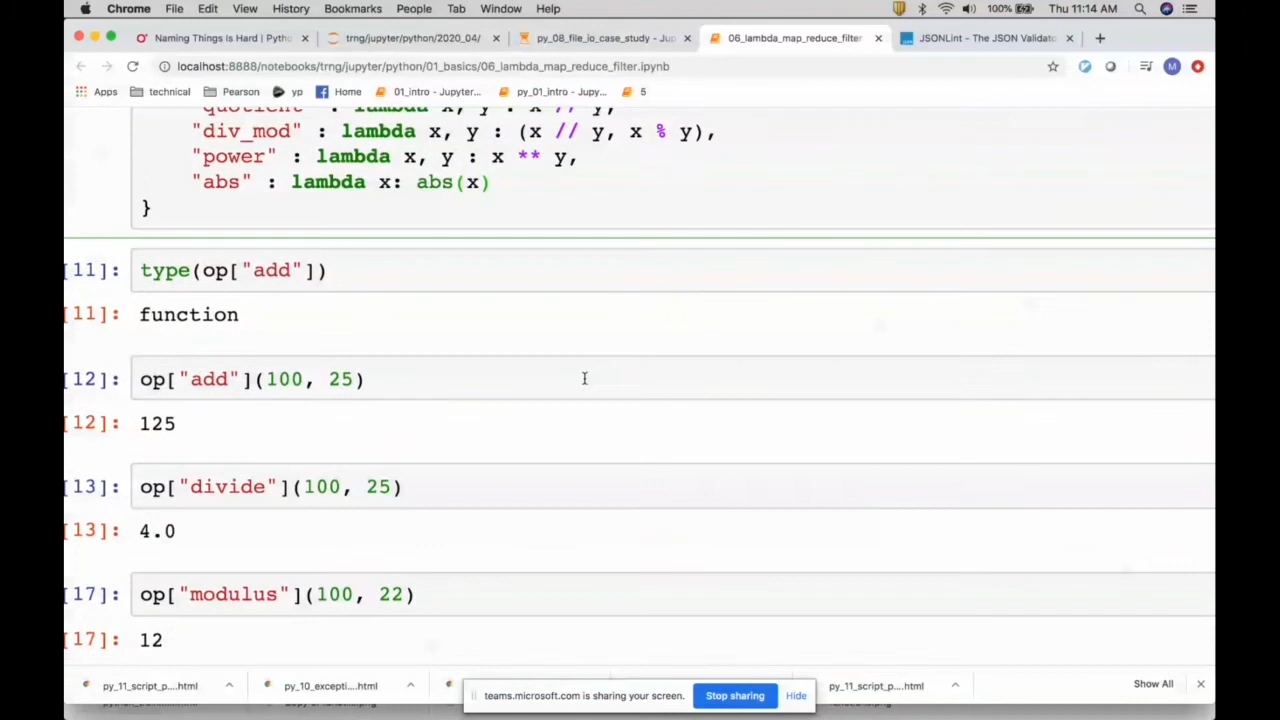 Chrome File Edit View History Bookmarks People Tab Window Help 100% Thu 11:14 AM
Naming Things Is Hard | Pytho trng/jupyter/python/2020_04/ py_08_file_io_case_study - Jup 06_lambda_map_reduce_filter JSONLint - The JSON Validato
localhost:8888/notebooks/trng/jupyter/python/01_basics/06_lambda_map_reduce_filter.ipynb M
Apps technical Pearson yp Home 01_intro - Jupyter... py_01_intro - Jupy... 5
"quotient" : lambda x, y : x // y,
"div_mod" : lambda x, y : (x // y, x % y),
"power" : lambda x, y : x ** y,
"abs" : lambda x: abs(x)
}
[11]: type(op["add"])
[11]: function
[12]: op["add"](100, 25)
[12]: 125
[13]: op["divide"](100, 25)
[13]: 4.0
[17]: op["modulus"](100, 22)
[17]: 12
py_11_script_p....html py_10_excepti....html teams.microsoft.com is sharing your screen. Stop sharing Hide py_11_script_p....html Show All